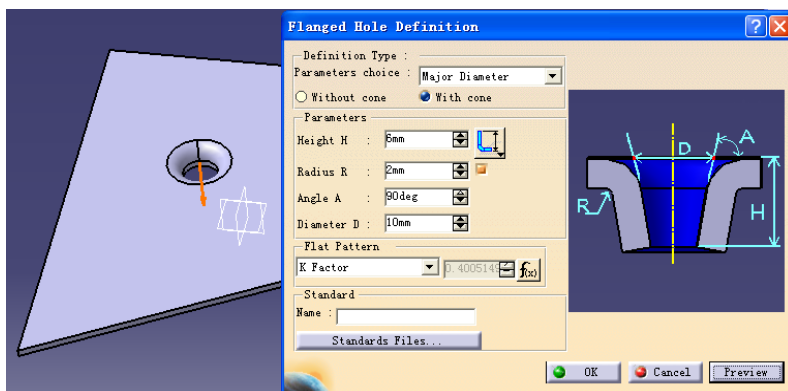 Flanged Hole Definition
Definition Type :
Parameters choice : Major Diameter
Without cone With cone
Parameters
Height H : 6mm
Radius R : 2mm
Angle A : 90deg
Diameter D : 10mm
Flat Pattern
K Factor 0.4005149 f(x)
Standard
Name :
Standards Files...
OK Cancel Preview
D
A
R
H